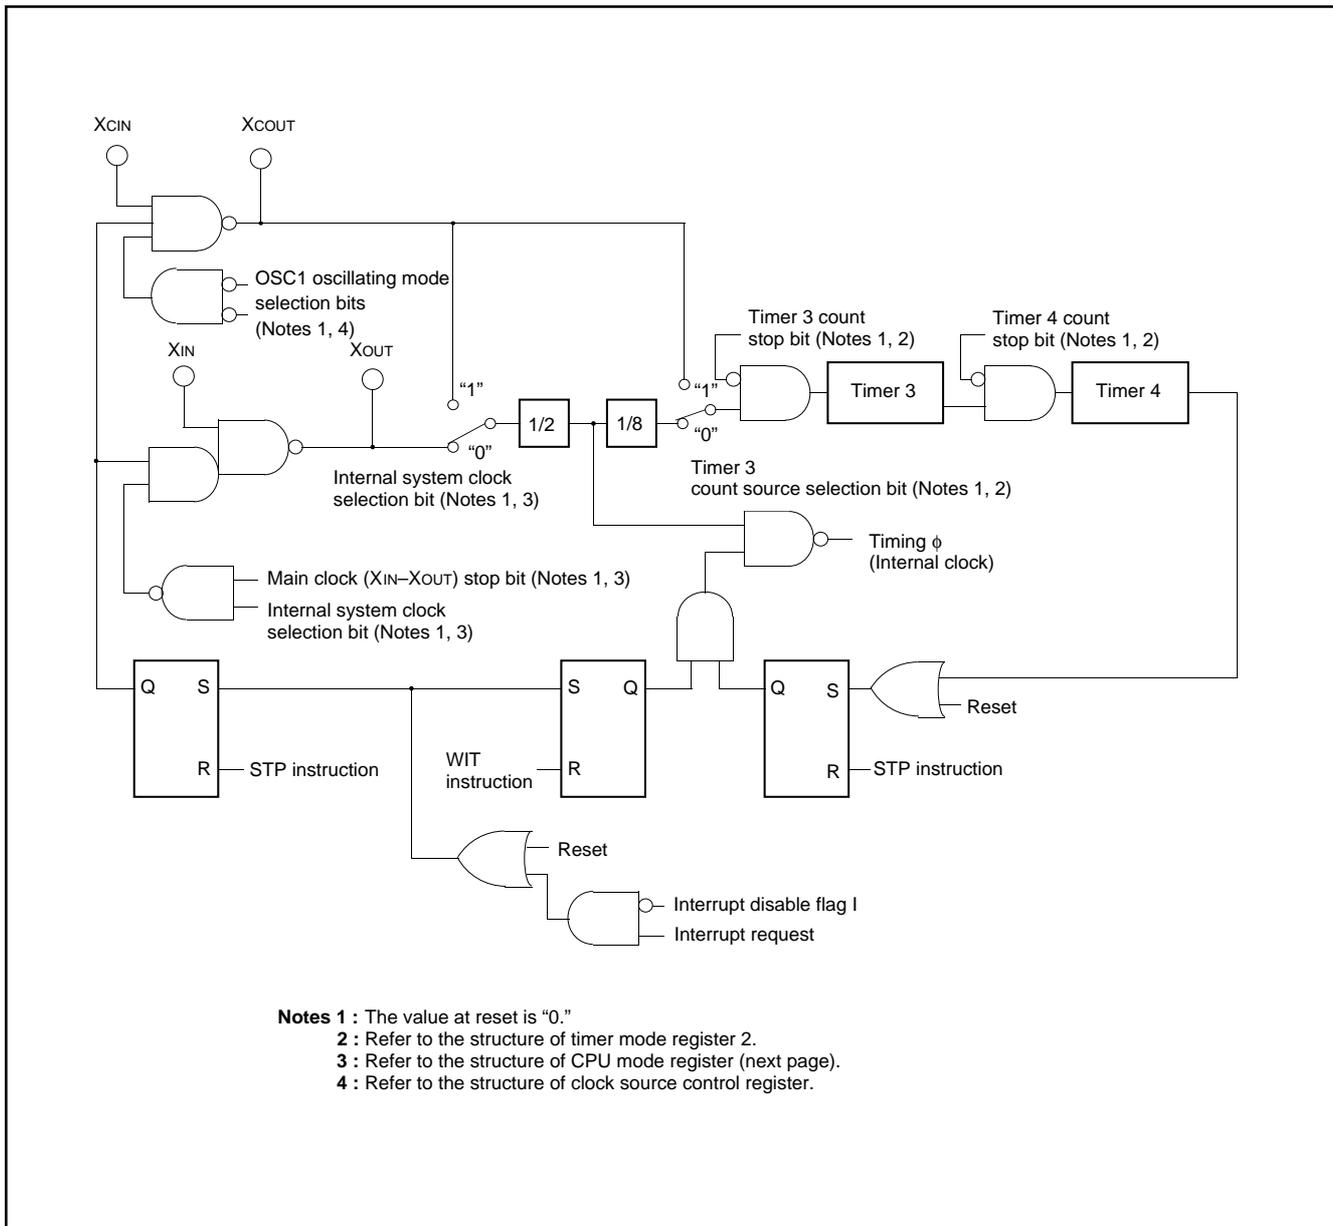 XCIN
XCOUT
OSC1 oscillating mode
selection bits
(Notes 1, 4)
XIN
XOUT
“1”
“0”
Internal system clock
selection bit (Notes 1, 3)
1/2
1/8
“1”
“0”
Timer 3 count
stop bit (Notes 1, 2)
Timer 3
Timer 4 count
stop bit (Notes 1, 2)
Timer 4
Timer 3
count source selection bit (Notes 1, 2)
Timing ϕ
(Internal clock)
Main clock (XIN–XOUT) stop bit (Notes 1, 3)
Internal system clock
selection bit (Notes 1, 3)
Q S
R
STP instruction
S Q
R
WIT
instruction
Q S
R
Reset
STP instruction
Reset
Interrupt disable flag I
Interrupt request
Notes 1 : The value at reset is “0.”
2 : Refer to the structure of timer mode register 2.
3 : Refer to the structure of CPU mode register (next page).
4 : Refer to the structure of clock source control register.